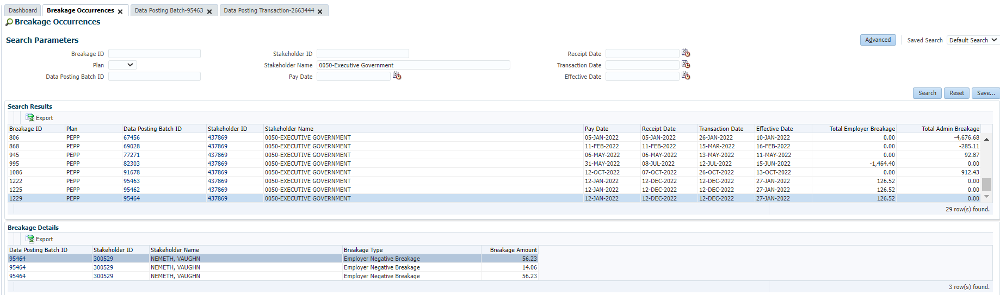 Dashboard Breakage Occurrences Data Posting Batch-95463 Data Posting Transaction-2663444
Breakage Occurrences
Search Parameters Advanced Saved Search Default Search
Breakage ID Stakeholder ID Receipt Date
Plan Stakeholder Name 0050-Executive Government Transaction Date
Data Posting Batch ID Pay Date Effective Date
Search Reset Save...
Search Results
Export
Breakage ID Plan Data Posting Batch ID Stakeholder ID Stakeholder Name Pay Date Receipt Date Transaction Date Effective Date Total Employer Breakage Total Admin Breakage
806 PEPP 67456 437869 0050-EXECUTIVE GOVERNMENT 05-JAN-2022 05-JAN-2022 26-JAN-2022 10-JAN-2022 0.00 -4,676.68
868 PEPP 69028 437869 0050-EXECUTIVE GOVERNMENT 11-FEB-2022 11-FEB-2022 15-MAR-2022 16-FEB-2022 0.00 -285.11
945 PEPP 77271 437869 0050-EXECUTIVE GOVERNMENT 06-MAY-2022 06-MAY-2022 13-MAY-2022 11-MAY-2022 0.00 92.87
995 PEPP 82303 437869 0050-EXECUTIVE GOVERNMENT 31-MAY-2022 08-JUL-2022 12-JUL-2022 15-JUN-2022 -1,464.40 0.00
1086 PEPP 91678 437869 0050-EXECUTIVE GOVERNMENT 12-OCT-2022 07-OCT-2022 26-OCT-2022 13-OCT-2022 0.00 912.43
1222 PEPP 95463 437869 0050-EXECUTIVE GOVERNMENT 12-JAN-2022 12-DEC-2022 12-DEC-2022 27-JAN-2022 126.52 0.00
1225 PEPP 95462 437869 0050-EXECUTIVE GOVERNMENT 12-JAN-2022 12-DEC-2022 12-DEC-2022 27-JAN-2022 126.52 0.00
1229 PEPP 95464 437869 0050-EXECUTIVE GOVERNMENT 12-JAN-2022 12-DEC-2022 12-DEC-2022 27-JAN-2022 126.52 0.00
29 row(s) found.
Breakage Details
Export
Data Posting Batch ID Stakeholder ID Stakeholder Name Breakage Type Breakage Amount
95464 300529 NEMETH, VAUGHN Employer Negative Breakage 56.23
95464 300529 NEMETH, VAUGHN Employer Negative Breakage 14.06
95464 300529 NEMETH, VAUGHN Employer Negative Breakage 56.23
3 row(s) found.